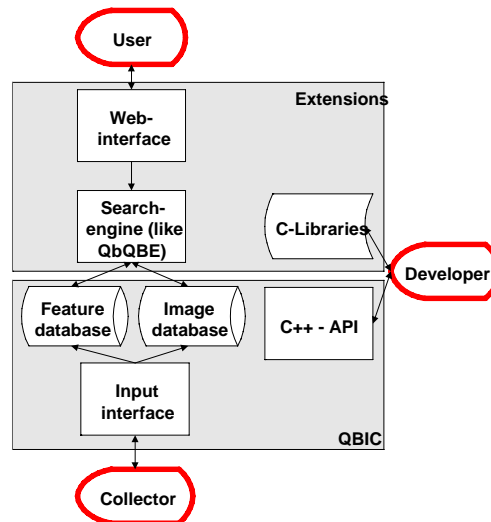 User
Extensions
Web-
interface
Search-
engine (like
QbQBE)
C-Libraries
Developer
Feature
database
Image
database
C++ - API
Input
interface
QBIC
Collector